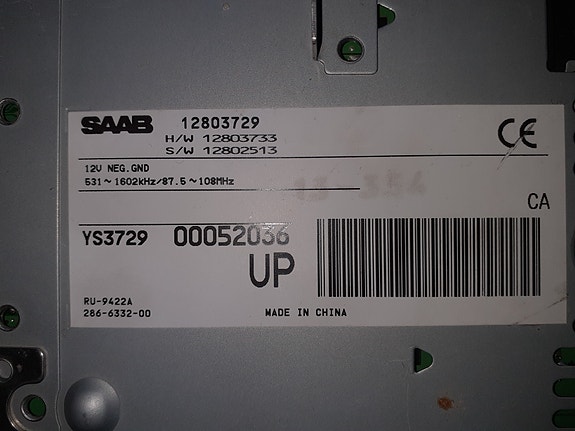 SAAB 12803729
H/W 12803733
S/W 12802513
CE
12V NEG.GND
531~1602kHz/87.5~108MHz
CA
YS3729 00052036
UP
RU-9422A
286-6332-00 MADE IN CHINA